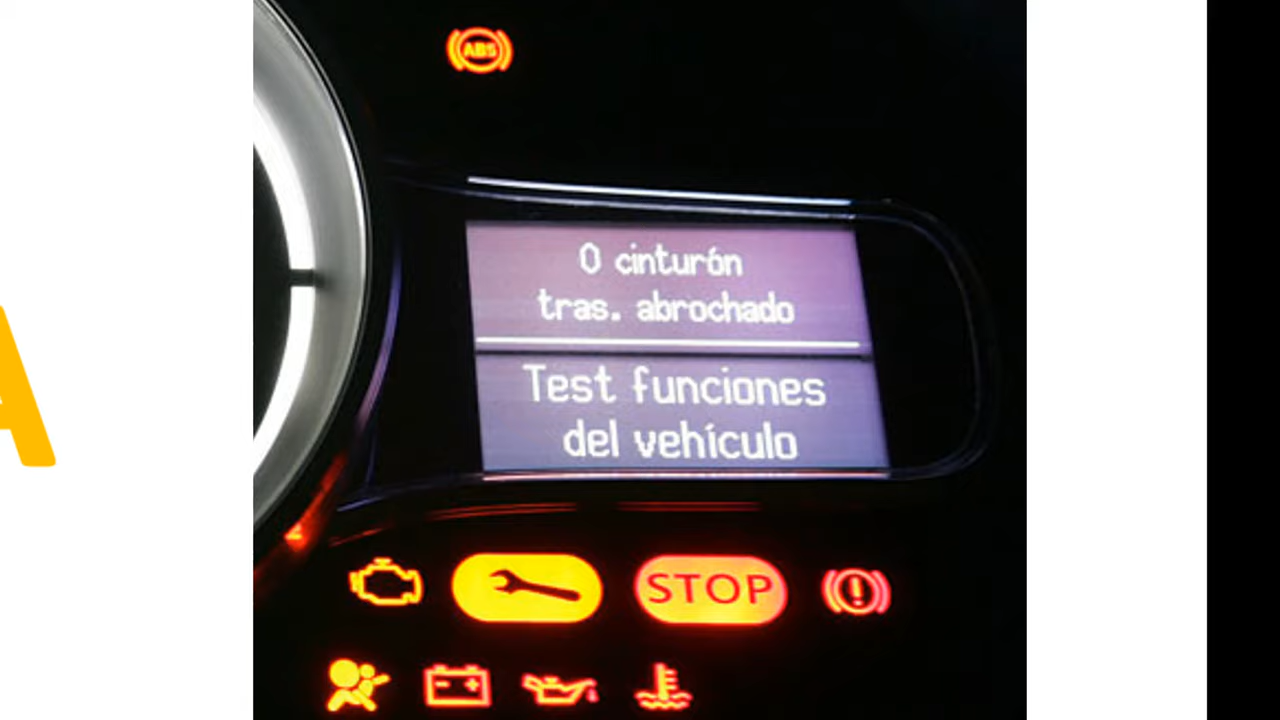 ABS
0 cinturón
tras. abrochado
Test funciones
del vehículo
STOP
A